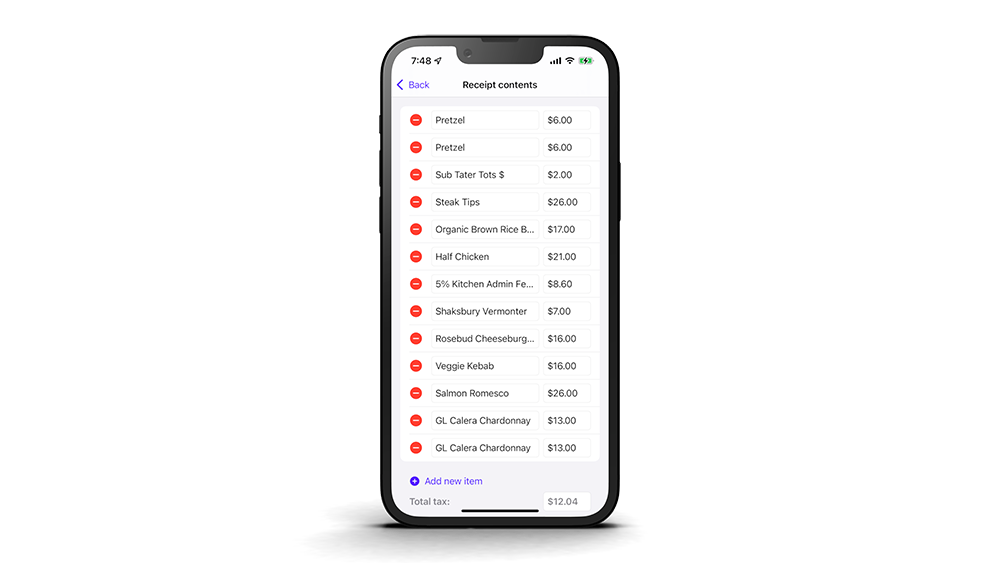 7:48
Back Receipt contents
Pretzel $6.00
Pretzel $6.00
Sub Tater Tots $ $2.00
Steak Tips $26.00
Organic Brown Rice B... $17.00
Half Chicken $21.00
5% Kitchen Admin Fe... $8.60
Shaksbury Vermonter $7.00
Rosebud Cheeseburg... $16.00
Veggie Kebab $16.00
Salmon Romesco $26.00
GL Calera Chardonnay $13.00
GL Calera Chardonnay $13.00
Add new item
Total tax: $12.04